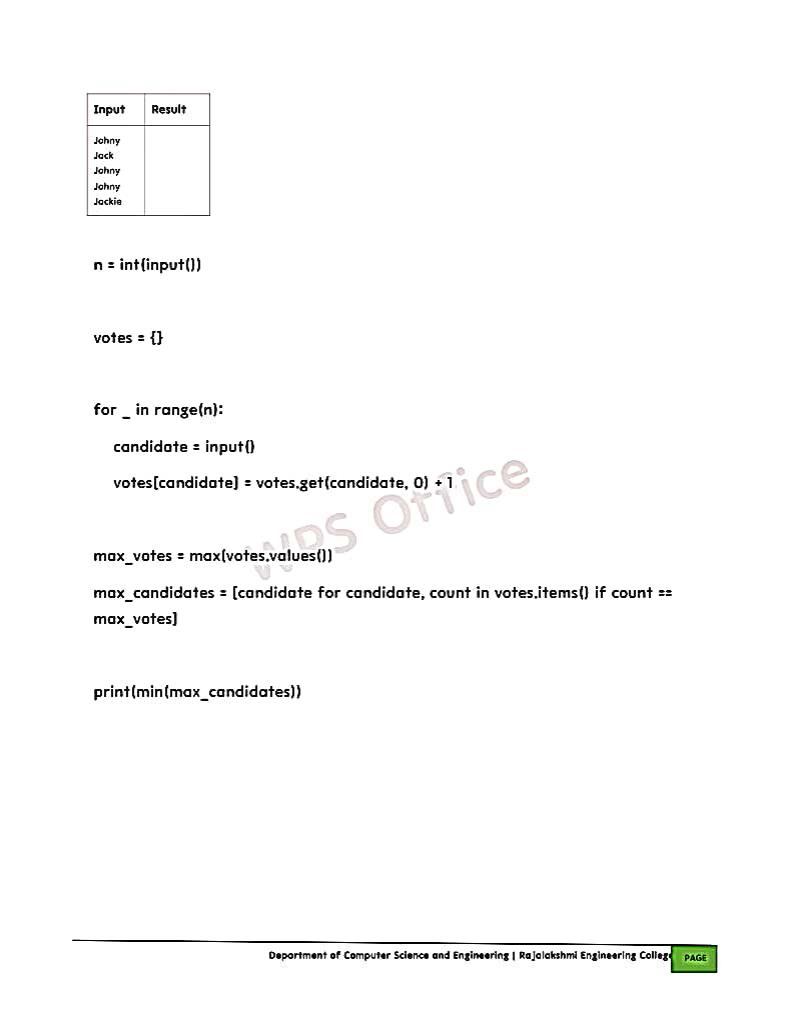 Input Result
Johny
Jack
Johny
Johny
Jackie
n = int(input())
votes = {}
for _ in range(n):
candidate = input()
votes[candidate] = votes.get(candidate, 0) + 1
WPS Office
max_votes = max(votes.values())
max_candidates = [candidate for candidate, count in votes.items() if count ==
max_votes]
print(min(max_candidates))
Department of Computer Science and Engineering | Rajalakshmi Engineering College
PAGE